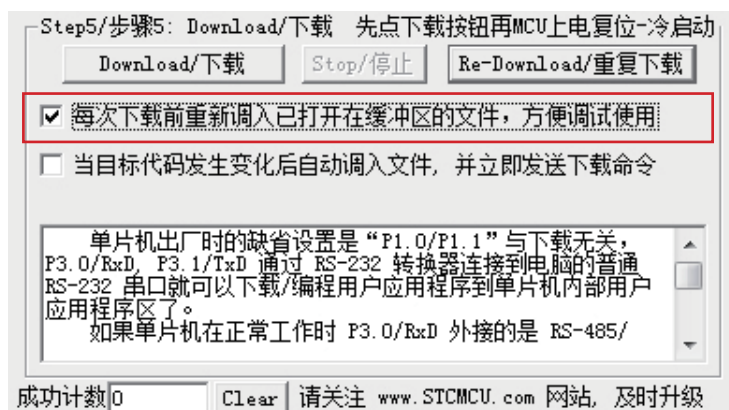 Step5/步骤5: Download/下载 先点下载按钮再MCU上电复位-冷启动
Download/下载 Stop/停止 Re-Download/重复下载
每次下载前重新调入已打开在缓冲区的文件，方便调试使用
当目标代码发生变化后自动调入文件, 并立即发送下载命令
单片机出厂时的缺省设置是“P1.0/P1.1”与下载无关，
P3.0/RxD, P3.1/TxD 通过 RS-232 转换器连接到电脑的普通
RS-232 串口就可以下载/编程用户应用程序到单片机内部用户
应用程序区了。
如果单片机在正常工作时 P3.0/RxD 外接的是 RS-485/
成功计数 0 Clear 请关注 www.STCMCU.com 网站, 及时升级